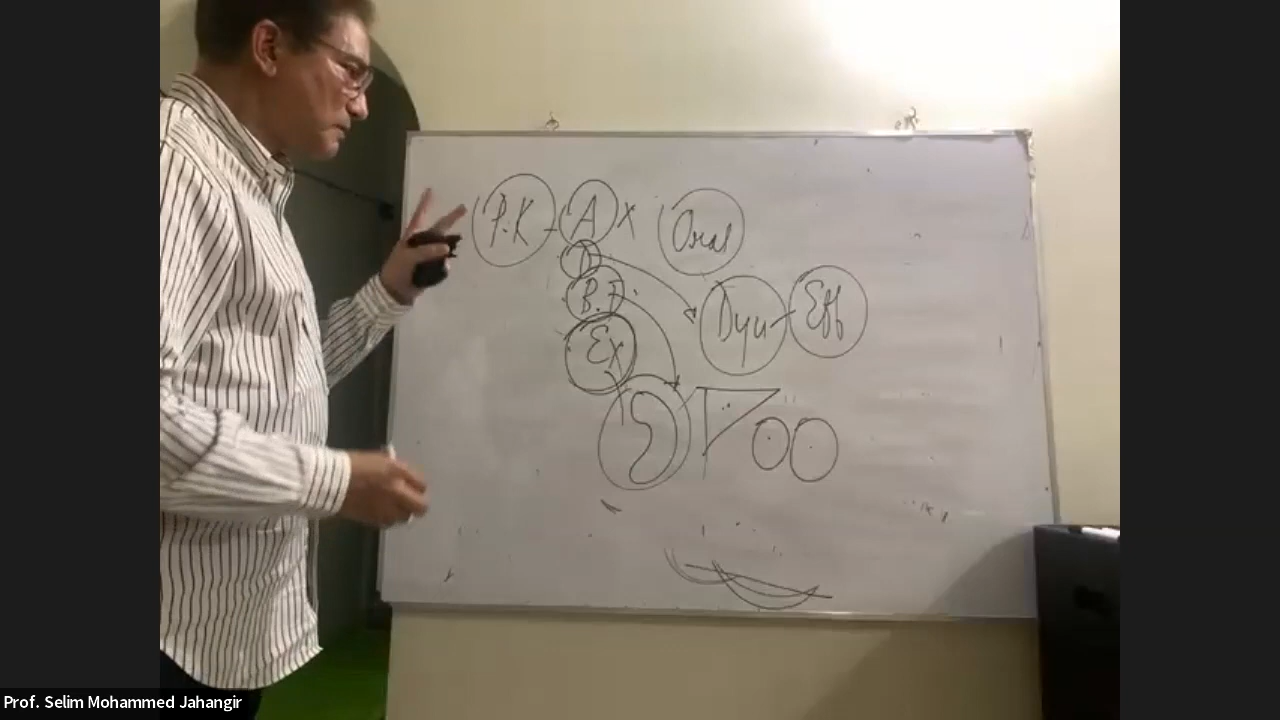 P.K - A x Oral
B.T.
Dyn - Eff
Ex
Prof. Selim Mohammed Jahangir